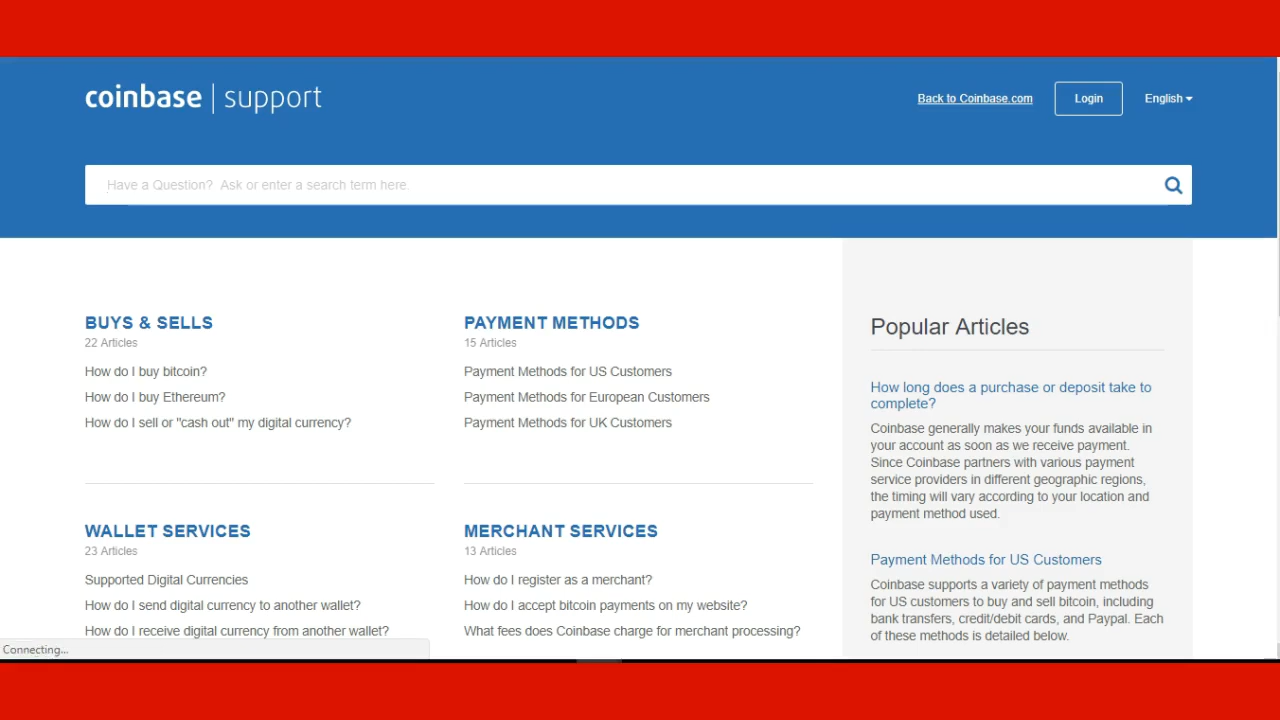 coinbase | support
Back to Coinbase.com
Login
English
Have a Question? Ask or enter a search term here.
BUYS & SELLS
22 Articles
How do I buy bitcoin?
How do I buy Ethereum?
How do I sell or "cash out" my digital currency?
PAYMENT METHODS
15 Articles
Payment Methods for US Customers
Payment Methods for European Customers
Payment Methods for UK Customers
WALLET SERVICES
23 Articles
Supported Digital Currencies
How do I send digital currency to another wallet?
How do I receive digital currency from another wallet?
MERCHANT SERVICES
13 Articles
How do I register as a merchant?
How do I accept bitcoin payments on my website?
What fees does Coinbase charge for merchant processing?
Popular Articles
How long does a purchase or deposit take to
complete?
Coinbase generally makes your funds available in
your account as soon as we receive payment.
Since Coinbase partners with various payment
service providers in different geographic regions,
the timing will vary according to your location and
payment method used.
Payment Methods for US Customers
Coinbase supports a variety of payment methods
for US customers to buy and sell bitcoin, including
bank transfers, credit/debit cards, and Paypal. Each
of these methods is detailed below.
Connecting...